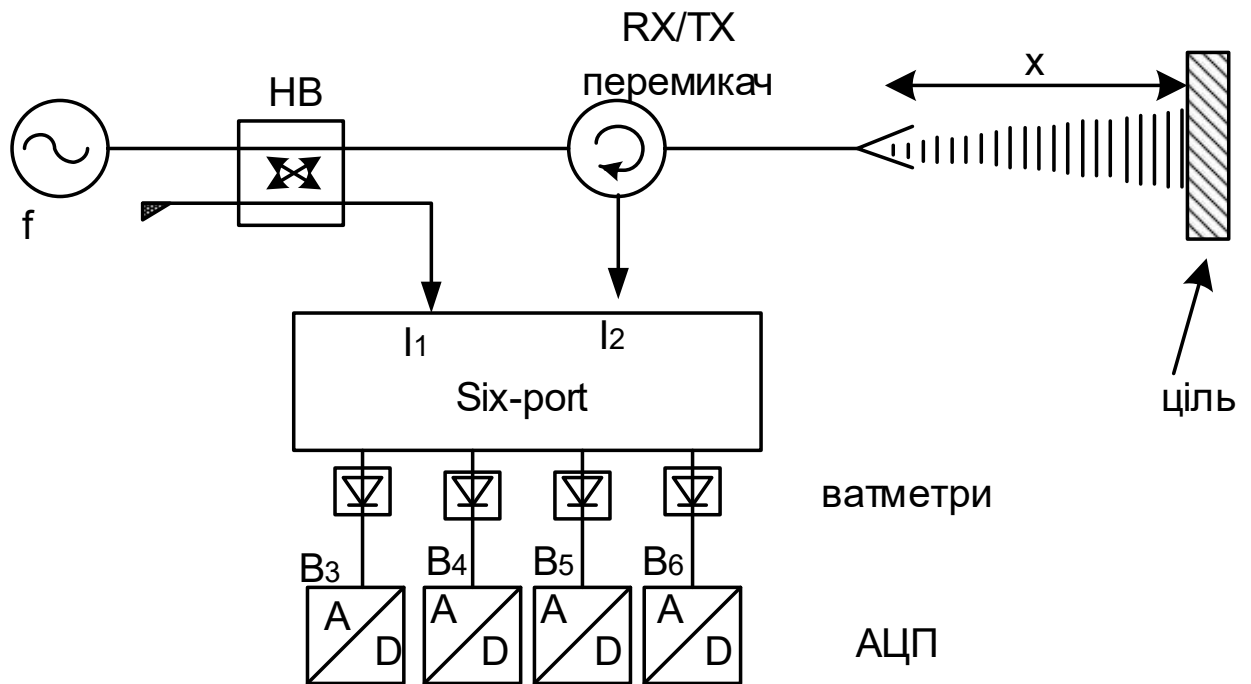 RX/TX
перемикач
НВ
x
f
I1
I2
Six-port
ціль
ватметри
B3
B4
B5
B6
A
D
A
D
A
D
A
D
АЦП